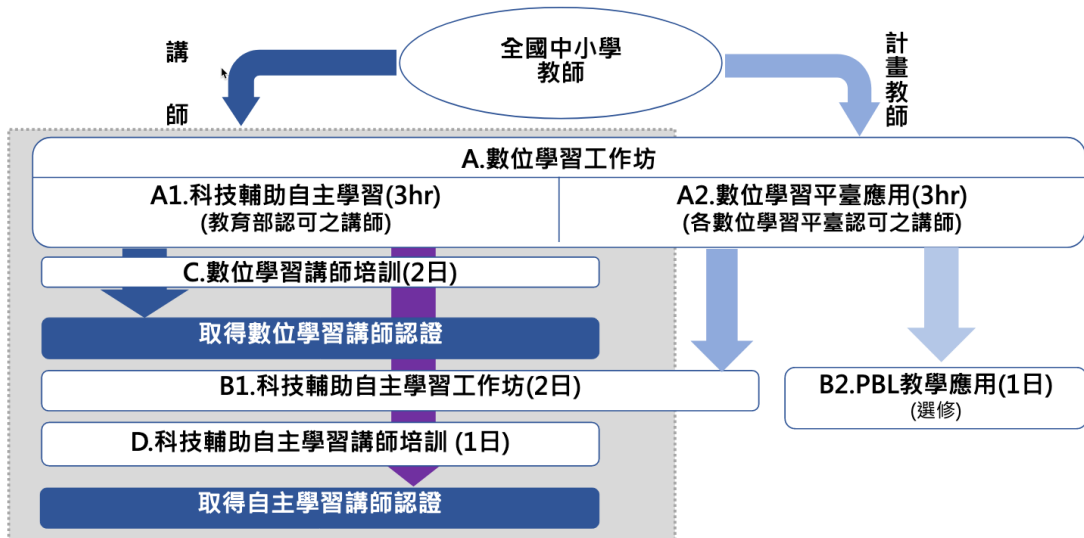 講師
全國中小學
教師
計畫教師
A.數位學習工作坊
A1.科技輔助自主學習(3hr)
(教育部認可之講師)
A2.數位學習平臺應用(3hr)
(各數位學習平臺認可之講師)
C.數位學習講師培訓(2日)
取得數位學習講師認證
B1.科技輔助自主學習工作坊(2日)
B2.PBL教學應用(1日)
(選修)
D.科技輔助自主學習講師培訓 (1日)
取得自主學習講師認證